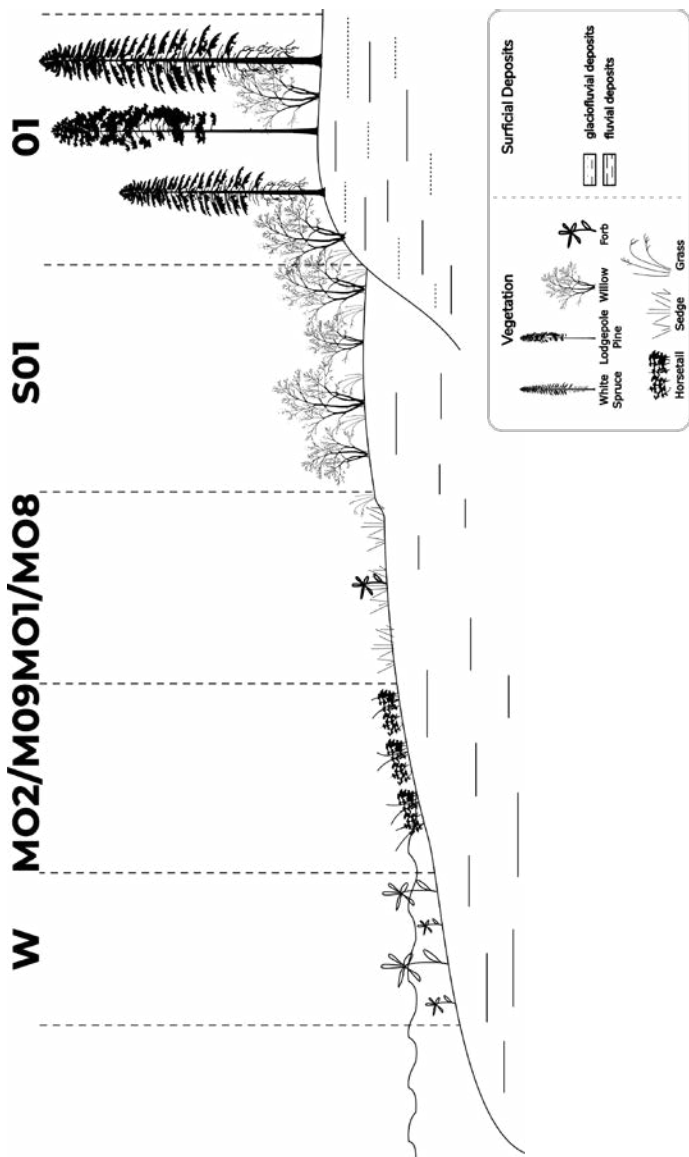 W MO2/M09MO1/MO8 S01 01
Vegetation
White
Spruce
Lodgepole
Pine
Willow
Forb
Horsetail
Sedge
Grass
Surficial Deposits
glaciofluvial deposits
fluvial deposits